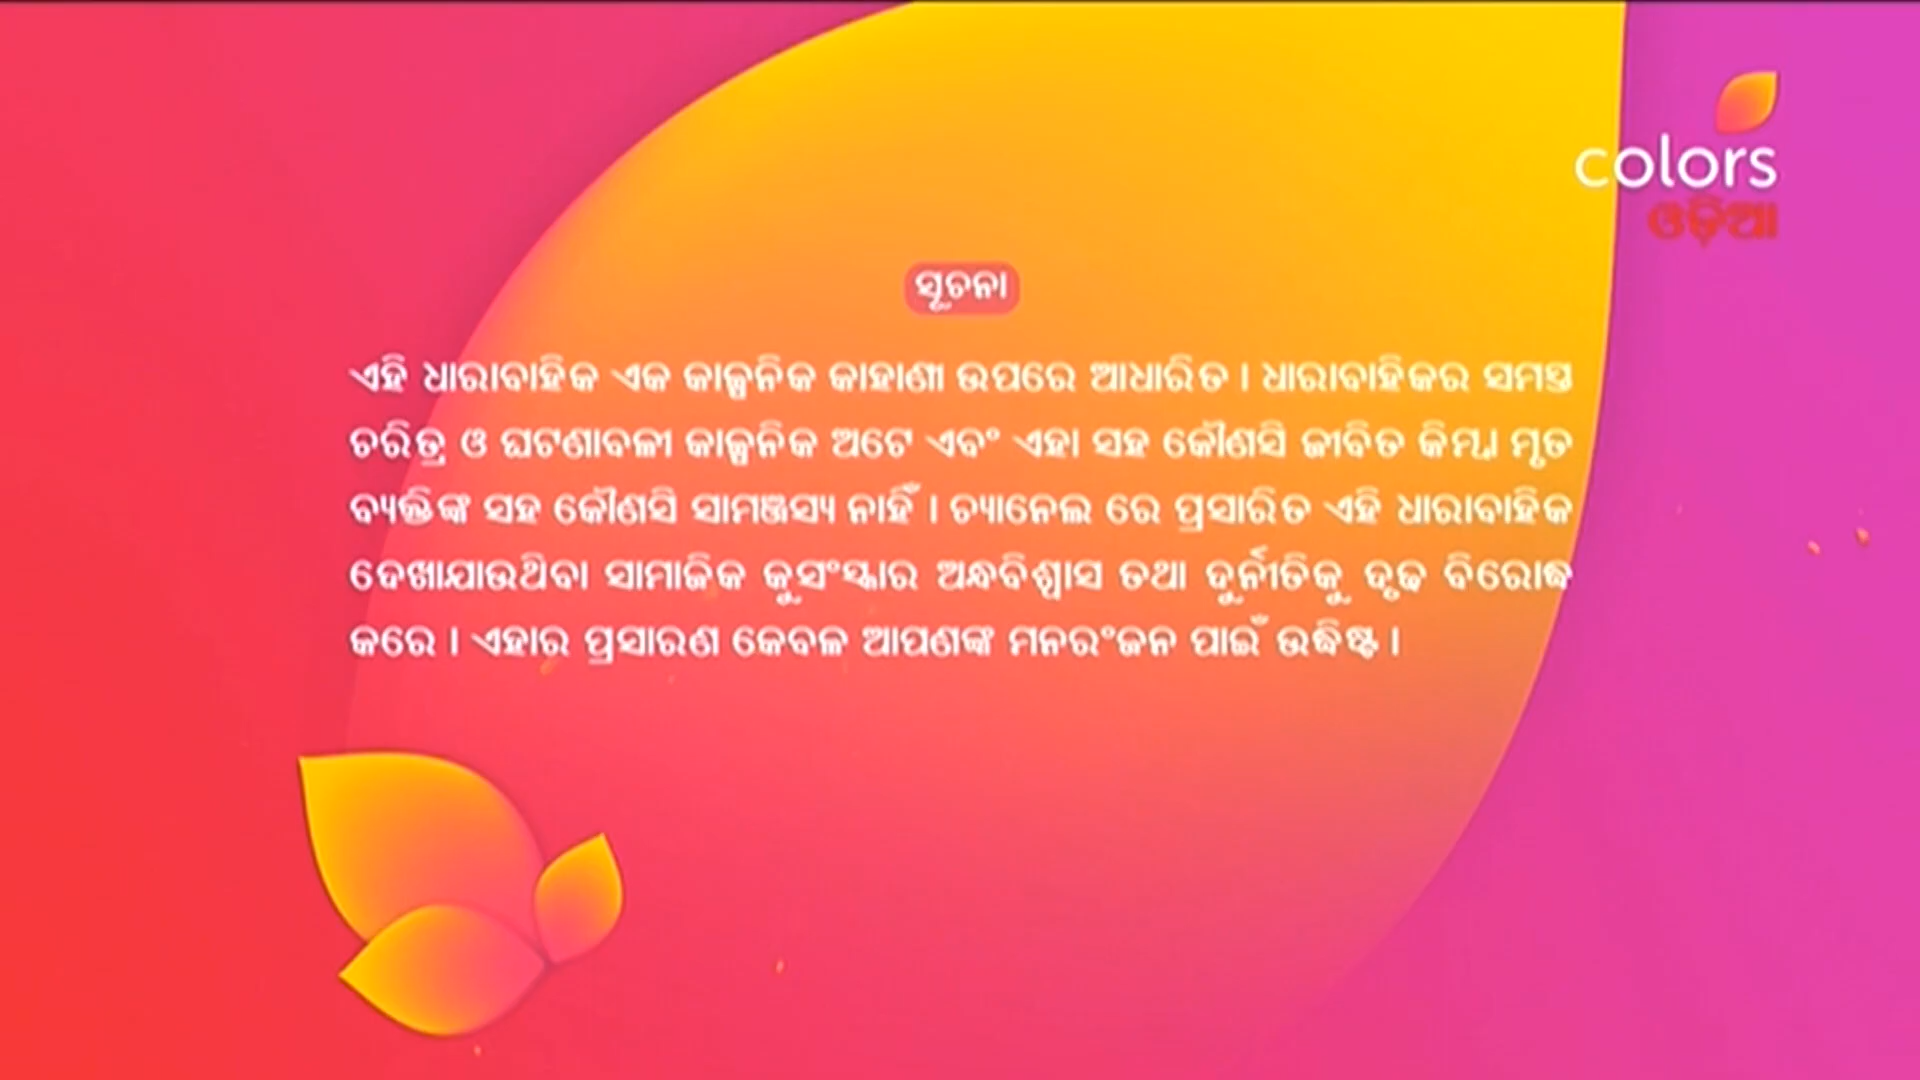 colors
ଓଡ଼ିଆ
ସୂଚନା
ଏହି ଧାରାବାହିକ ଏକ କାଳ୍ପନିକ କାହାଣୀ ଉପରେ ଆଧାରିତ । ଧାରାବାହିକର ସମସ୍ତ
ଚରିତ୍ର ଓ ଘଟଣାବଳୀ କାଳ୍ପନିକ ଅଟେ ଏବଂ ଏହା ସହ କୌଣସି ଜୀବିତ କିମ୍ବା ମୃତ
ବ୍ୟକ୍ତିଙ୍କ ସହ କୌଣସି ସାମଞ୍ଜସ୍ୟ ନାହିଁ । ଚ୍ୟାନେଲ ରେ ପ୍ରସାରିତ ଏହି ଧାରାବାହିକ
ଦେଖାଯାଉଥିବା ସାମାଜିକ କୁସଂସ୍କାର ଅନ୍ଧବିଶ୍ୱାସ ତଥା ଦୁର୍ନୀତିକୁ ଦୃଢ ବିରୋଦ୍ଧ
କରେ । ଏହାର ପ୍ରସାରଣ କେବଳ ଆପଣଙ୍କ ମନରଂଜନ ପାଇଁ ଉଦ୍ଧିଷ୍ଟ ।